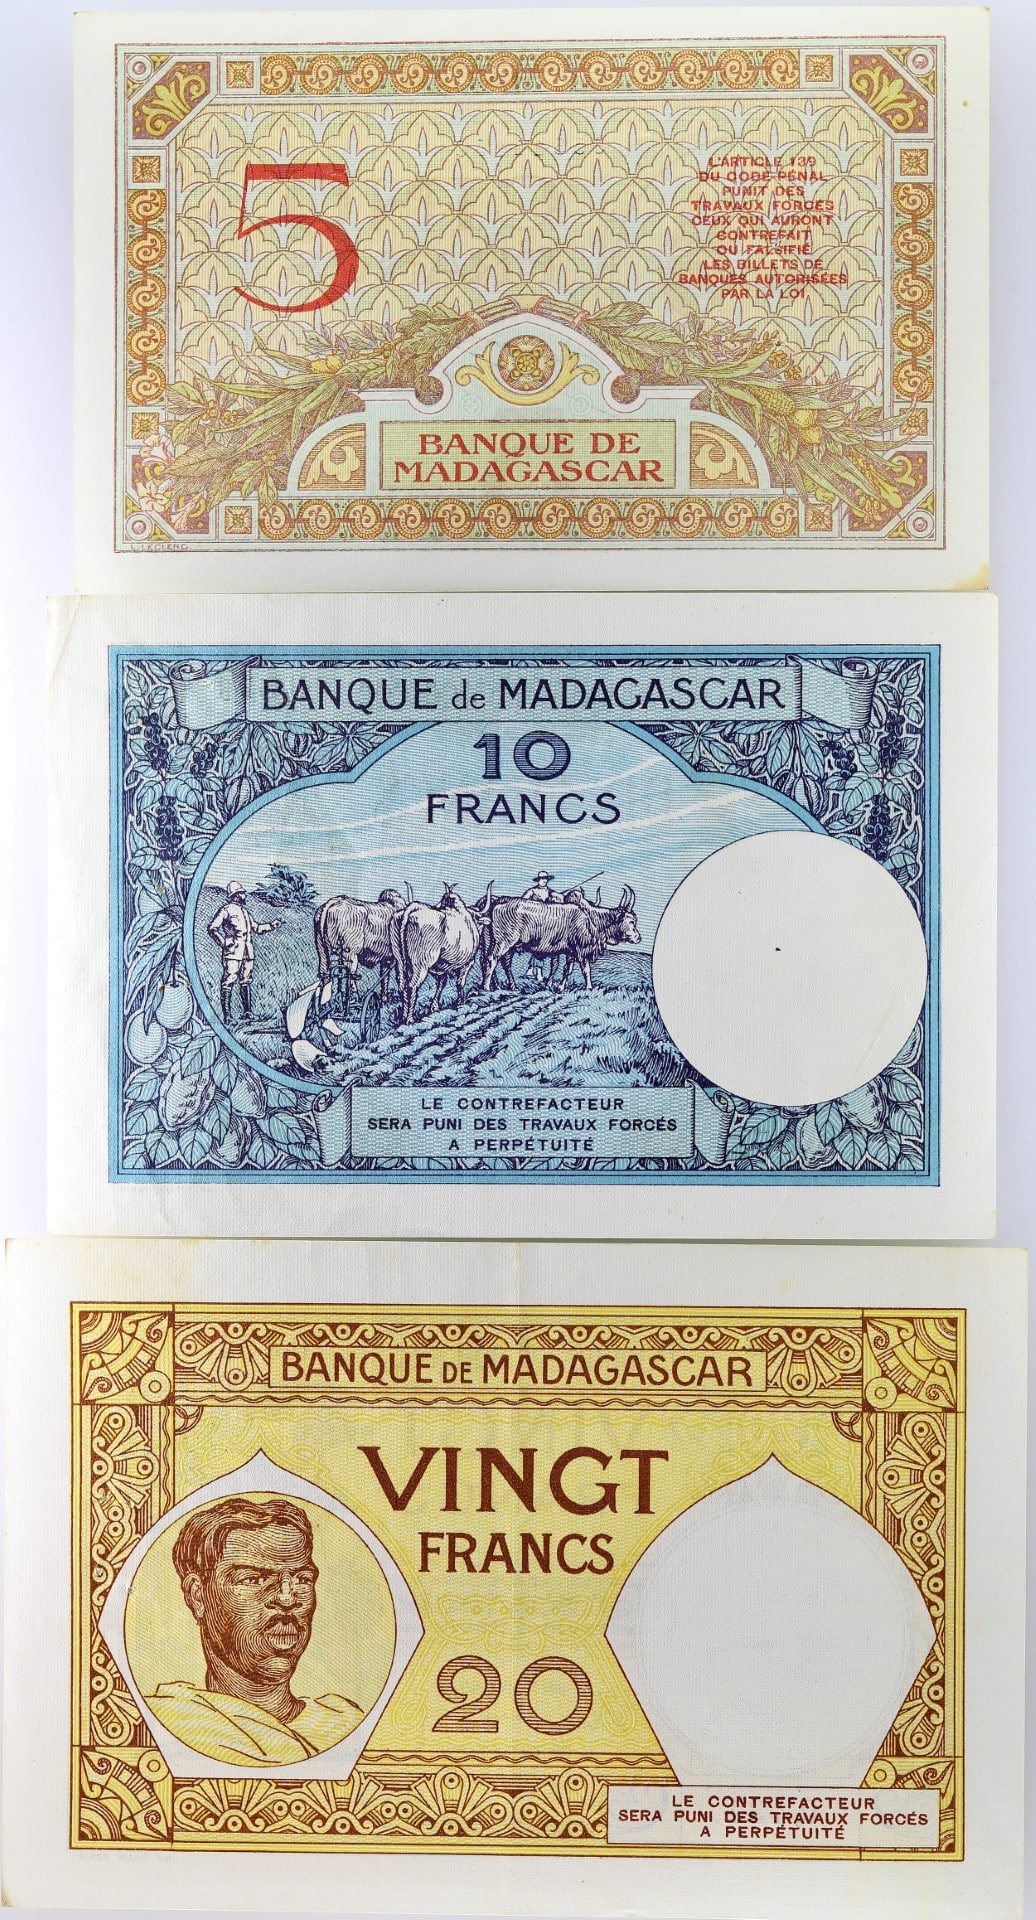 5
L'ARTICLE 139
DU CODE PÉNAL
PUNIT DES
TRAVAUX FORCÉS
CEUX QUI AURONT
CONTREFAIT
OU FALSIFIÉ
LES BILLETS DE
BANQUES AUTORISÉES
PAR LA LOI
BANQUE DE
MADAGASCAR
L. LECLERC
BANQUE de MADAGASCAR
10
FRANCS
LE CONTREFACTEUR
SERA PUNI DES TRAVAUX FORCÉS
A PERPÉTUITÉ
BANQUE DE MADAGASCAR
VINGT
FRANCS
20
LE CONTREFACTEUR
SERA PUNI DES TRAVAUX FORCÉS
A PERPÉTUITÉ